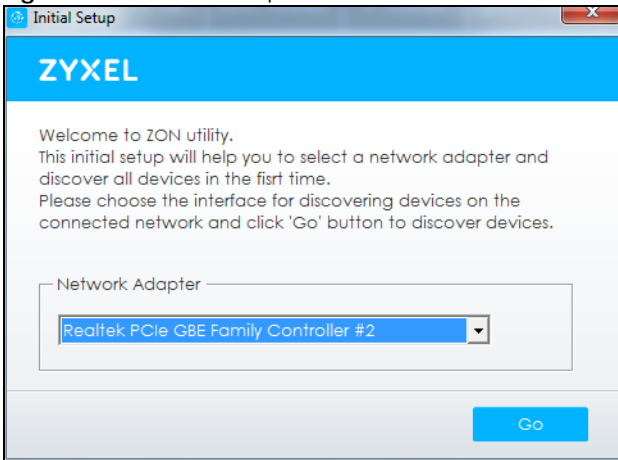 Initial Setup
ZYXEL
Welcome to ZON utility.
This initial setup will help you to select a network adapter and
discover all devices in the fisrt time.
Please choose the interface for discovering devices on the
connected network and click 'Go' button to discover devices.
Network Adapter
Realtek PCIe GBE Family Controller #2
Go